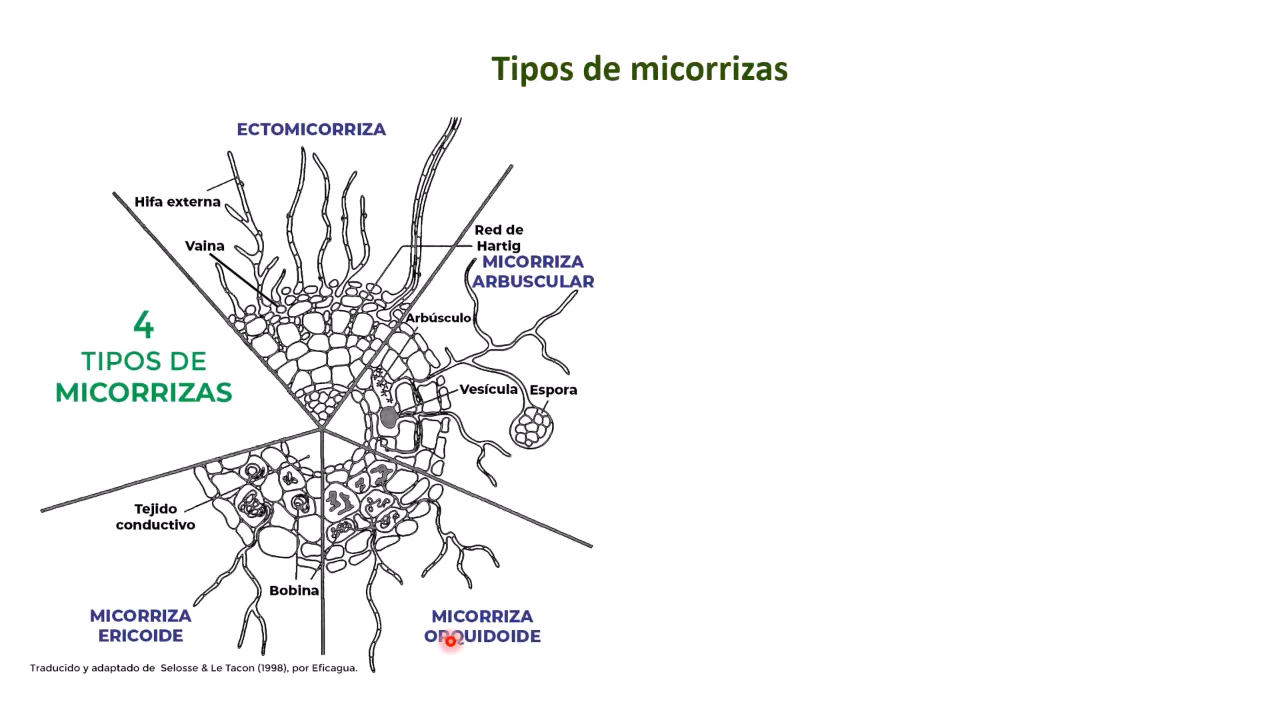 Tipos de micorrizas
ECTOMICORRIZA
Hifa externa
Vaina
Red de
Hartig
MICORRIZA
ARBUSCULAR
Arbúsculo
4
TIPOS DE
MICORRIZAS
Vesícula
Espora
Tejido
conductivo
Bobina
MICORRIZA
ERICOIDE
MICORRIZA
ORQUIDOIDE
Traducido y adaptado de Selosse & Le Tacon (1998), por Eficagua.